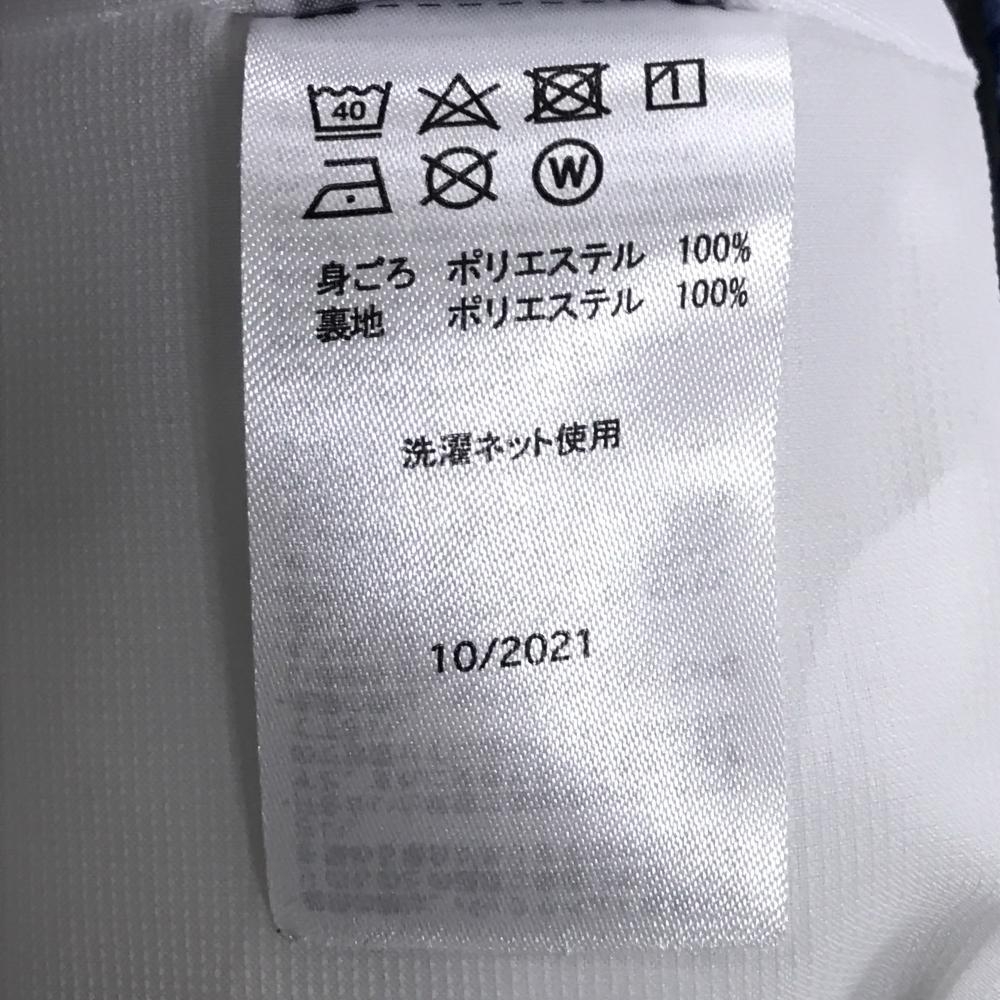 40
W
身ごろ ポリエステル 100%
裏地 ポリエステル 100%
洗濯ネット使用
10/2021